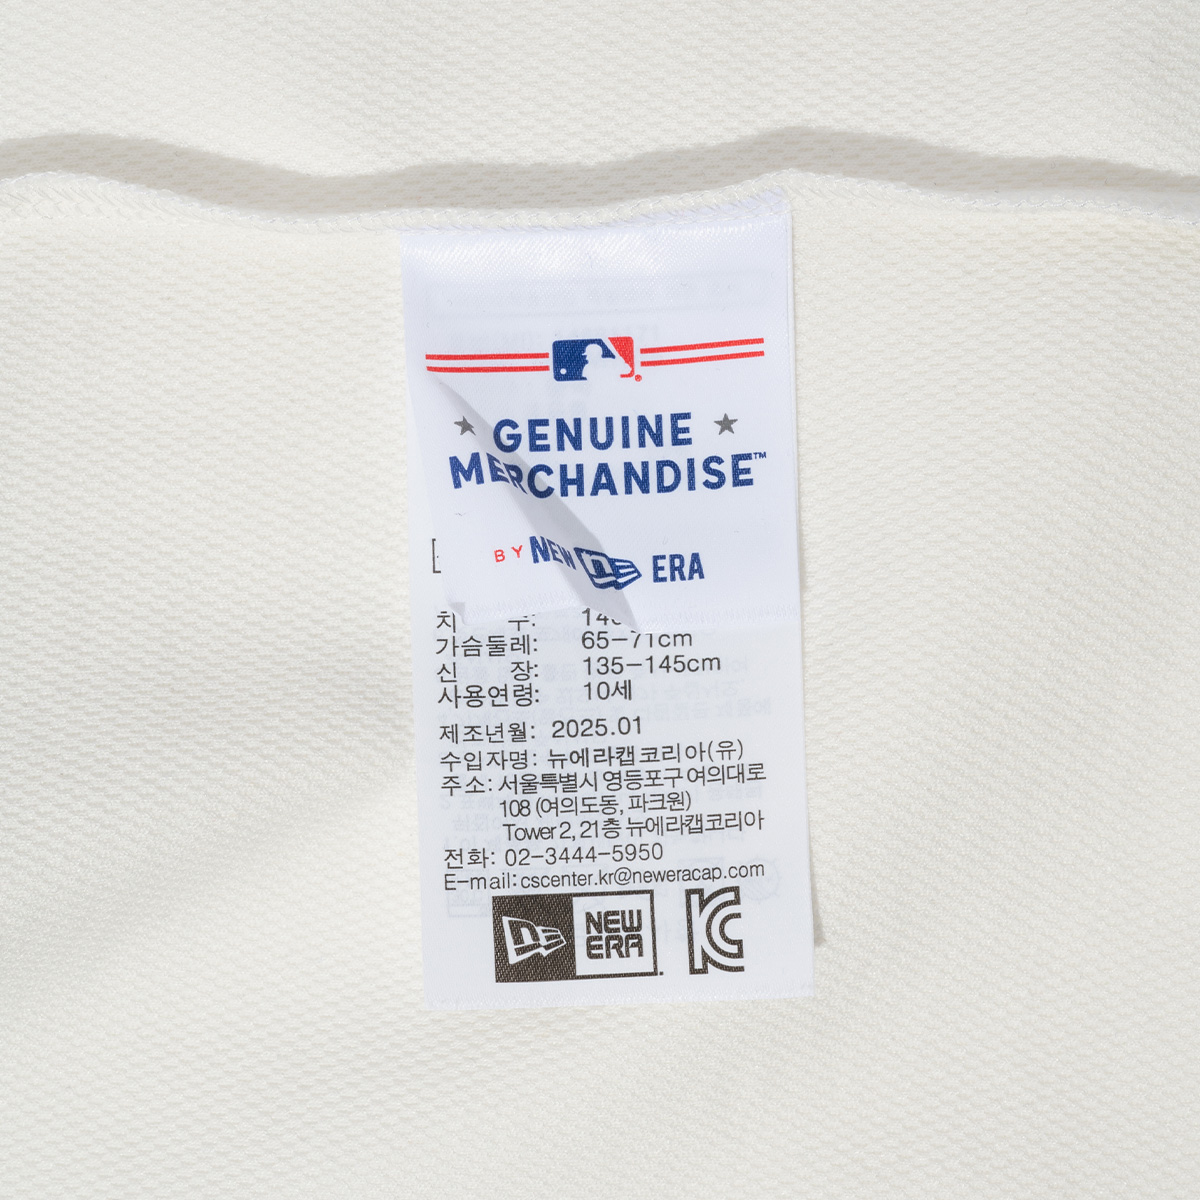 GENUINE
MERCHANDISE™
BY NEW ERA
치 수:
가슴둘레: 65-71cm
신 장: 135-145cm
사용연령: 10세
제조년월: 2025.01
수입자명: 뉴에라캡코리아(유)
주소: 서울특별시 영등포구 여의대로
108 (여의도동, 파크원)
Tower 2, 21층 뉴에라캡코리아
전화: 02-3444-5950
E-mail: cscenter.kr@neweracap.com
NEW
ERA